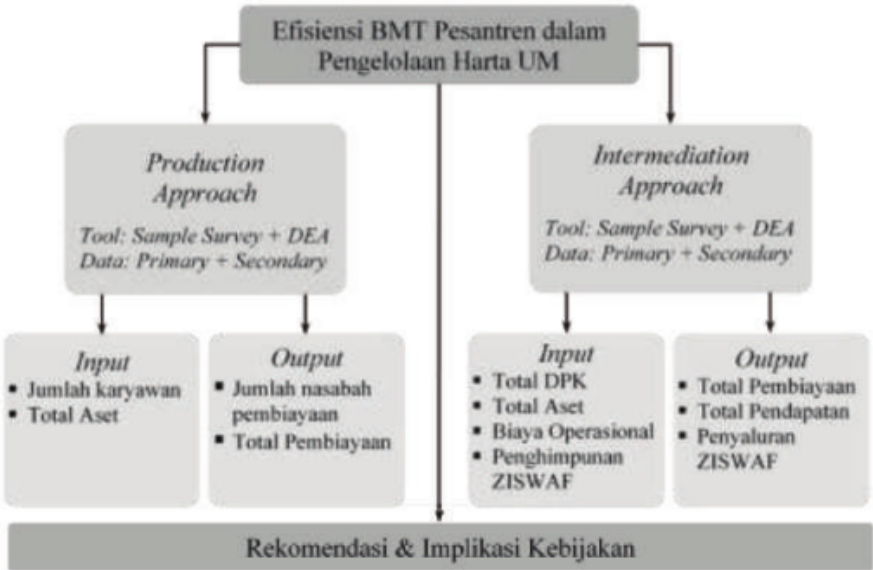 Efisiensi BMT Pesantren dalam
Pengelolaan Harta UM
Production
Approach
Tool: Sample Survey + DEA
Data: Primary + Secondary
Intermediation
Approach
Tool: Sample Survey + DEA
Data: Primary + Secondary
Input
▪ Jumlah karyawan
▪ Total Aset
Output
▪ Jumlah nasabah
pembiayaan
▪ Total Pembiayaan
Input
▪ Total DPK
▪ Total Aset
▪ Biaya Operasional
▪ Penghimpunan
ZISWAF
Output
▪ Total Pembiayaan
▪ Total Pendapatan
▪ Penyaluran
ZISWAF
Rekomendasi & Implikasi Kebijakan